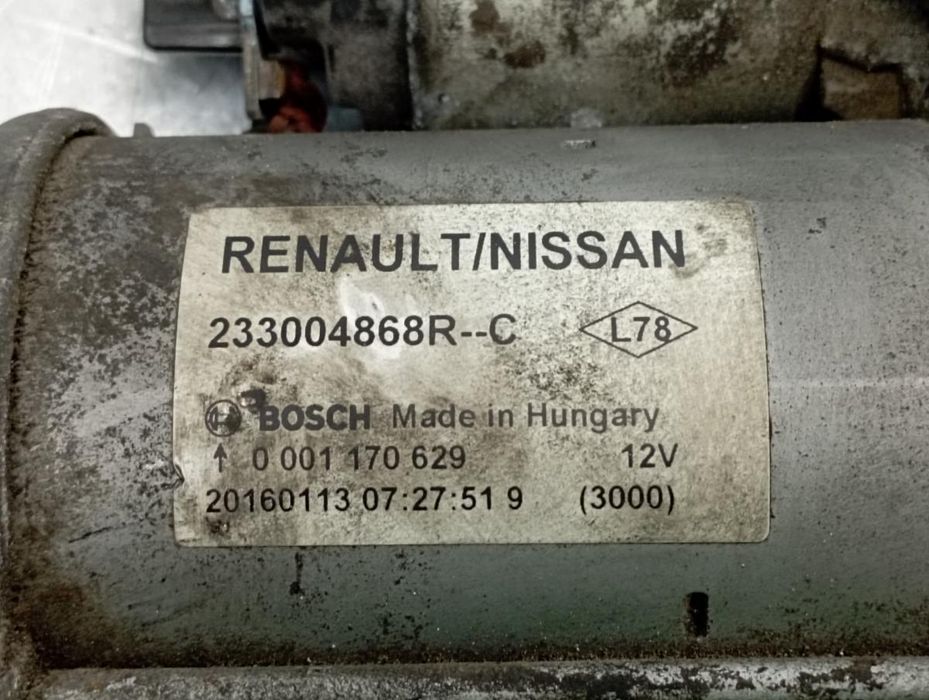 RENAULT/NISSAN
233004868R--C L78
BOSCH Made in Hungary
↑ 0 001 170 629 12V
20160113 07:27:51 9 (3000)